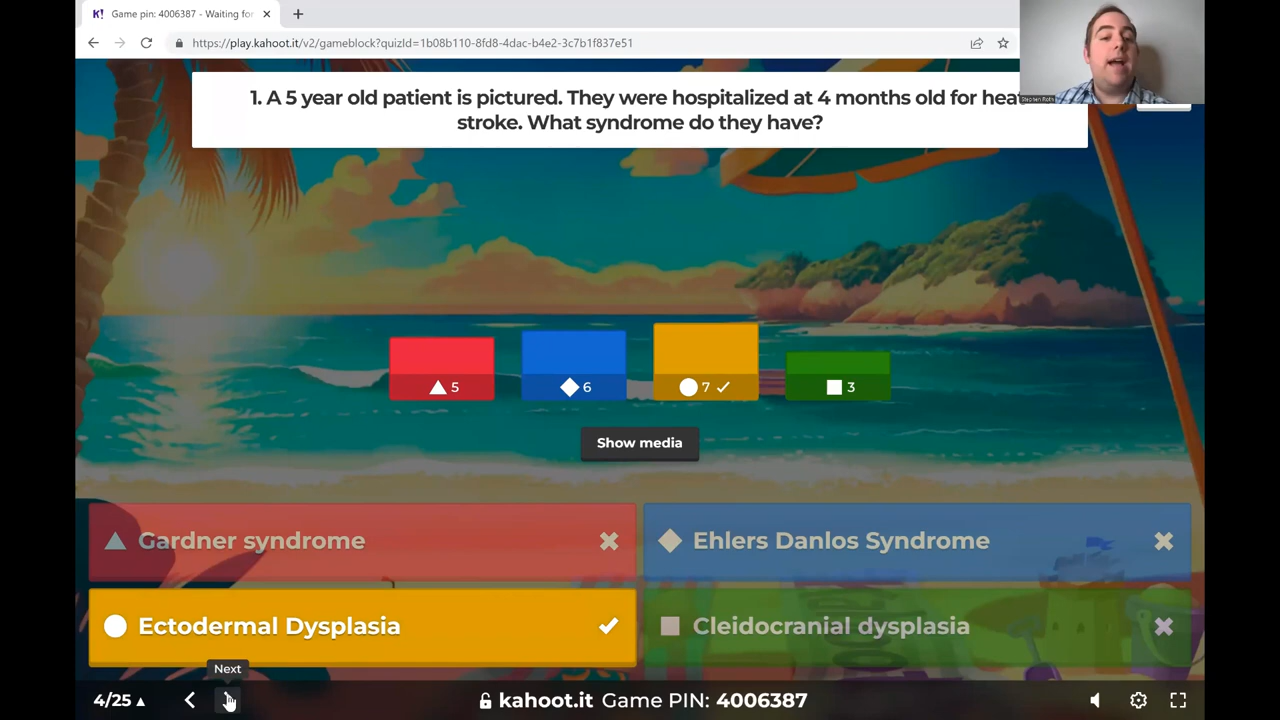 K! Game pin: 4006387 - Waiting for
https://play.kahoot.it/v2/gameblock?quizId=1b08b110-8fd8-4dac-b4e2-3c7b1f837e51
Stephen Roth
1. A 5 year old patient is pictured. They were hospitalized at 4 months old for heat
stroke. What syndrome do they have?
5
6
7
3
Show media
Gardner syndrome
Ehlers Danlos Syndrome
Ectodermal Dysplasia
Cleidocranial dysplasia
Next
4/25
kahoot.it Game PIN: 4006387